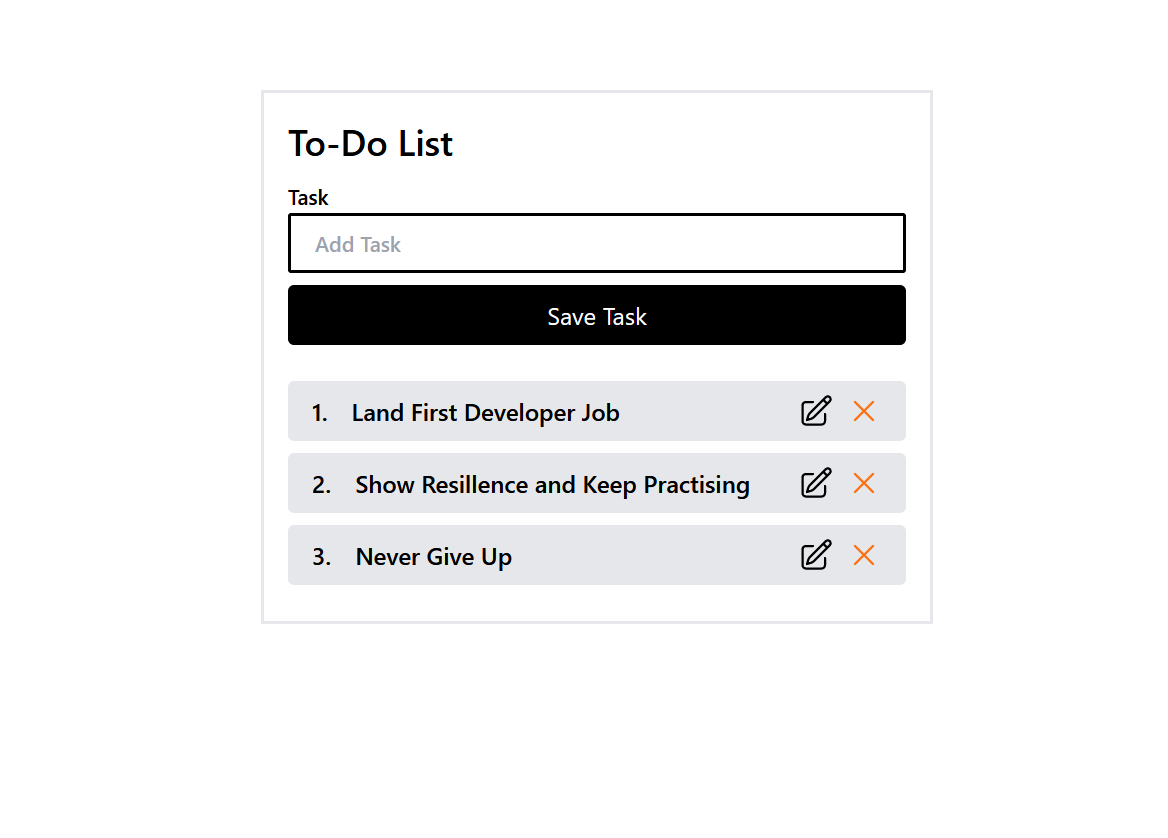 To-Do List
Task
Add Task
Save Task
1. Land First Developer Job
2. Show Resillence and Keep Practising
3. Never Give Up